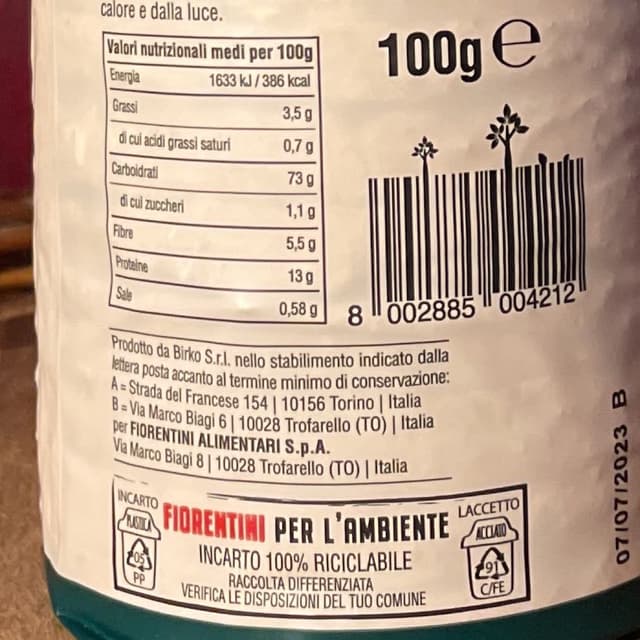 calore e dalla luce.
Valori nutrizionali medi per 100g
Energia 1633 kJ / 386 kcal
Grassi 3,5 g
di cui acidi grassi saturi 0,7 g
Carboidrati 73 g
di cui zuccheri 1,1 g
Fibre 5,5 g
Proteine 13 g
Sale 0,58 g
100g ℮
8 002885 004212
Prodotto da Birko S.r.l. nello stabilimento indicato dalla
lettera posta accanto al termine minimo di conservazione:
A = Strada del Francese 154 | 10156 Torino | Italia
B = Via Marco Biagi 6 | 10028 Trofarello (TO) | Italia
per FIORENTINI ALIMENTARI S.p.A.
Via Marco Biagi 8 | 10028 Trofarello (TO) | Italia
INCARTO
PLASTICA
05
PP
FIORENTINI PER L'AMBIENTE
INCARTO 100% RICICLABILE
RACCOLTA DIFFERENZIATA
VERIFICA LE DISPOSIZIONI DEL TUO COMUNE
LACCETTO
ACCIAIO
91
C/FE
07/07/2023 B